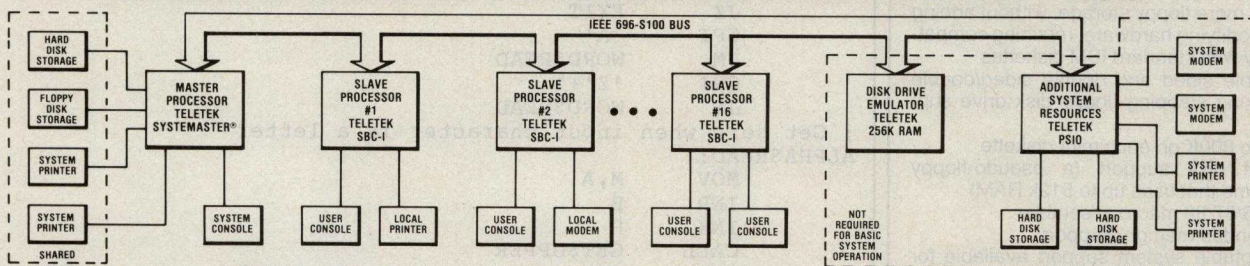 IEEE 696-S100 BUS
HARD
DISK
STORAGE
FLOPPY
DISK
STORAGE
SYSTEM
PRINTER
SYSTEM
PRINTER
SHARED
MASTER
PROCESSOR
TELETEK
SYSTEMASTER®
SYSTEM
CONSOLE
SLAVE
PROCESSOR
#1
TELETEK
SBC-I
USER
CONSOLE
LOCAL
PRINTER
SLAVE
PROCESSOR
#2
TELETEK
SBC-I
USER
CONSOLE
LOCAL
MODEM
SLAVE
PROCESSOR
#16
TELETEK
SBC-I
USER
CONSOLE
USER
CONSOLE
DISK DRIVE
EMULATOR
TELETEK
256K RAM
NOT
REQUIRED
FOR BASIC
SYSTEM
OPERATION
ADDITIONAL
SYSTEM
RESOURCES
TELETEK
PSIO
HARD
DISK
STORAGE
HARD
DISK
STORAGE
SYSTEM
MODEM
SYSTEM
MODEM
SYSTEM
PRINTER
SYSTEM
PRINTER